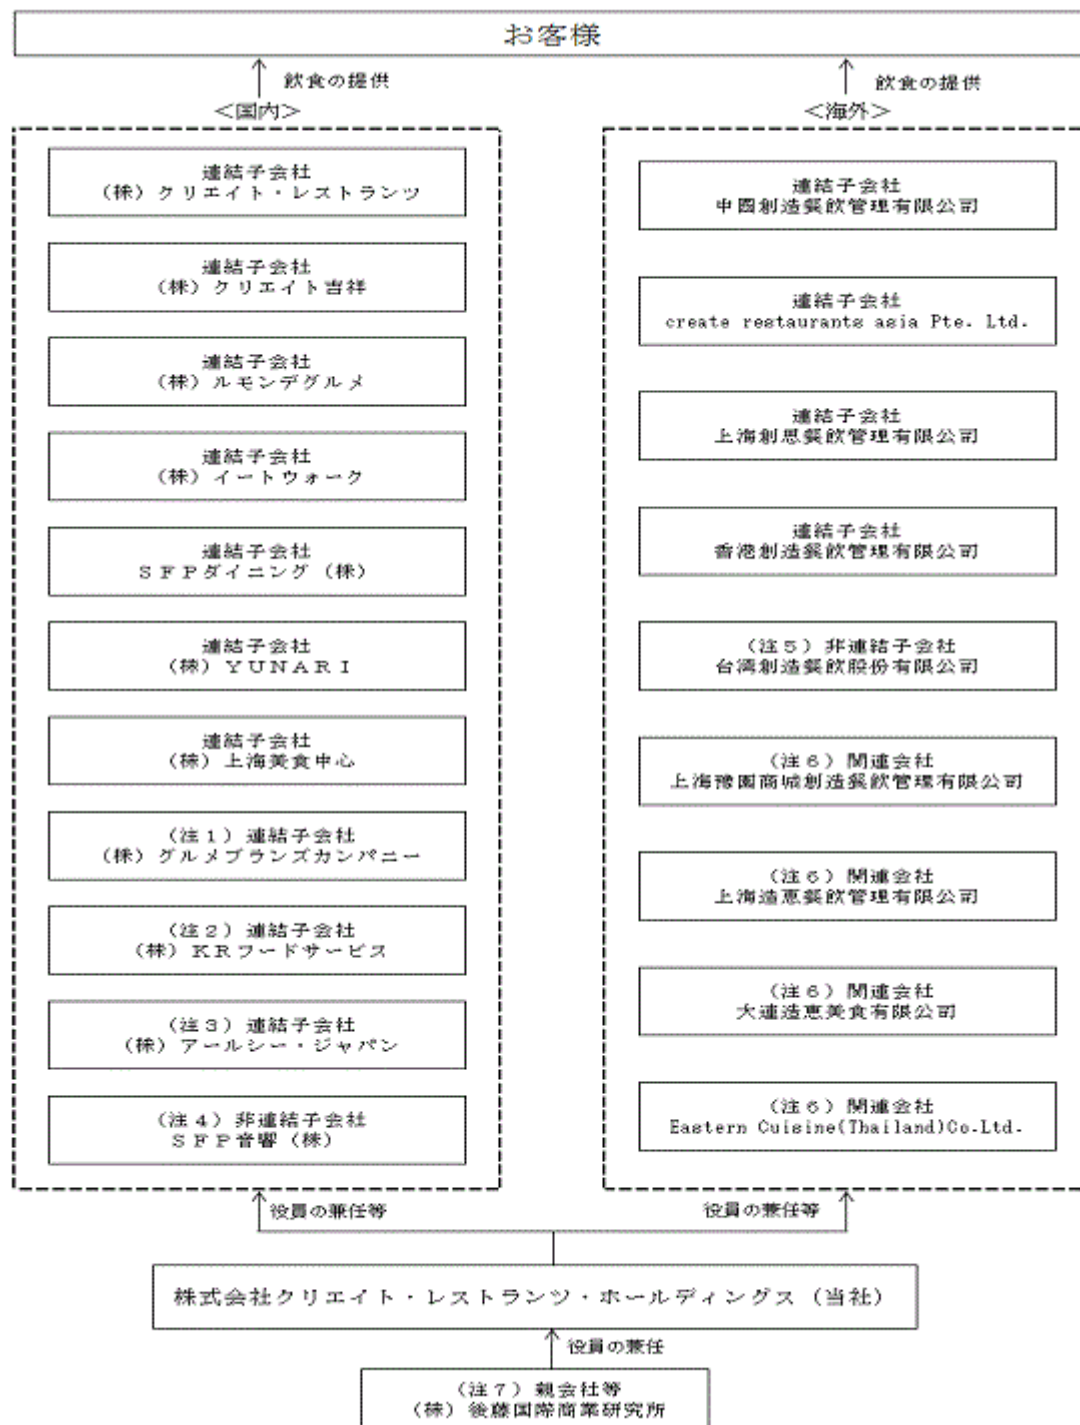 お客様
飲食の提供
飲食の提供
＜国内＞
連結子会社
（株）クリエイト・レストランツ
連結子会社
（株）クリエイト吉祥
連結子会社
（株）ルモンデグルメ
連結子会社
（株）イートウォーク
連結子会社
ＳＦＰダイニング（株）
連結子会社
（株）ＹＵＮＡＲＩ
連結子会社
（株）上海美食中心
（注１）連結子会社
（株）グルメブランズカンパニー
（注２）連結子会社
（株）ＫＲフードサービス
（注３）連結子会社
（株）アールシー・ジャパン
（注４）非連結子会社
ＳＦＰ音響（株）
＜海外＞
連結子会社
中國創造餐飲管理有限公司
連結子会社
create restaurants asia Pte. Ltd.
連結子会社
上海創思餐飲管理有限公司
連結子会社
香港創造餐飲管理有限公司
（注５）非連結子会社
台湾創造餐飲股份有限公司
（注６）関連会社
上海豫園商城創造餐飲管理有限公司
（注６）関連会社
上海造恵餐飲管理有限公司
（注６）関連会社
大連造恵美食有限公司
（注６）関連会社
Eastern Cuisine(Thailand)Co.Ltd.
役員の兼任等
役員の兼任等
株式会社クリエイト・レストランツ・ホールディングス（当社）
役員の兼任
（注７）親会社等
（株）後藤国際商業研究所